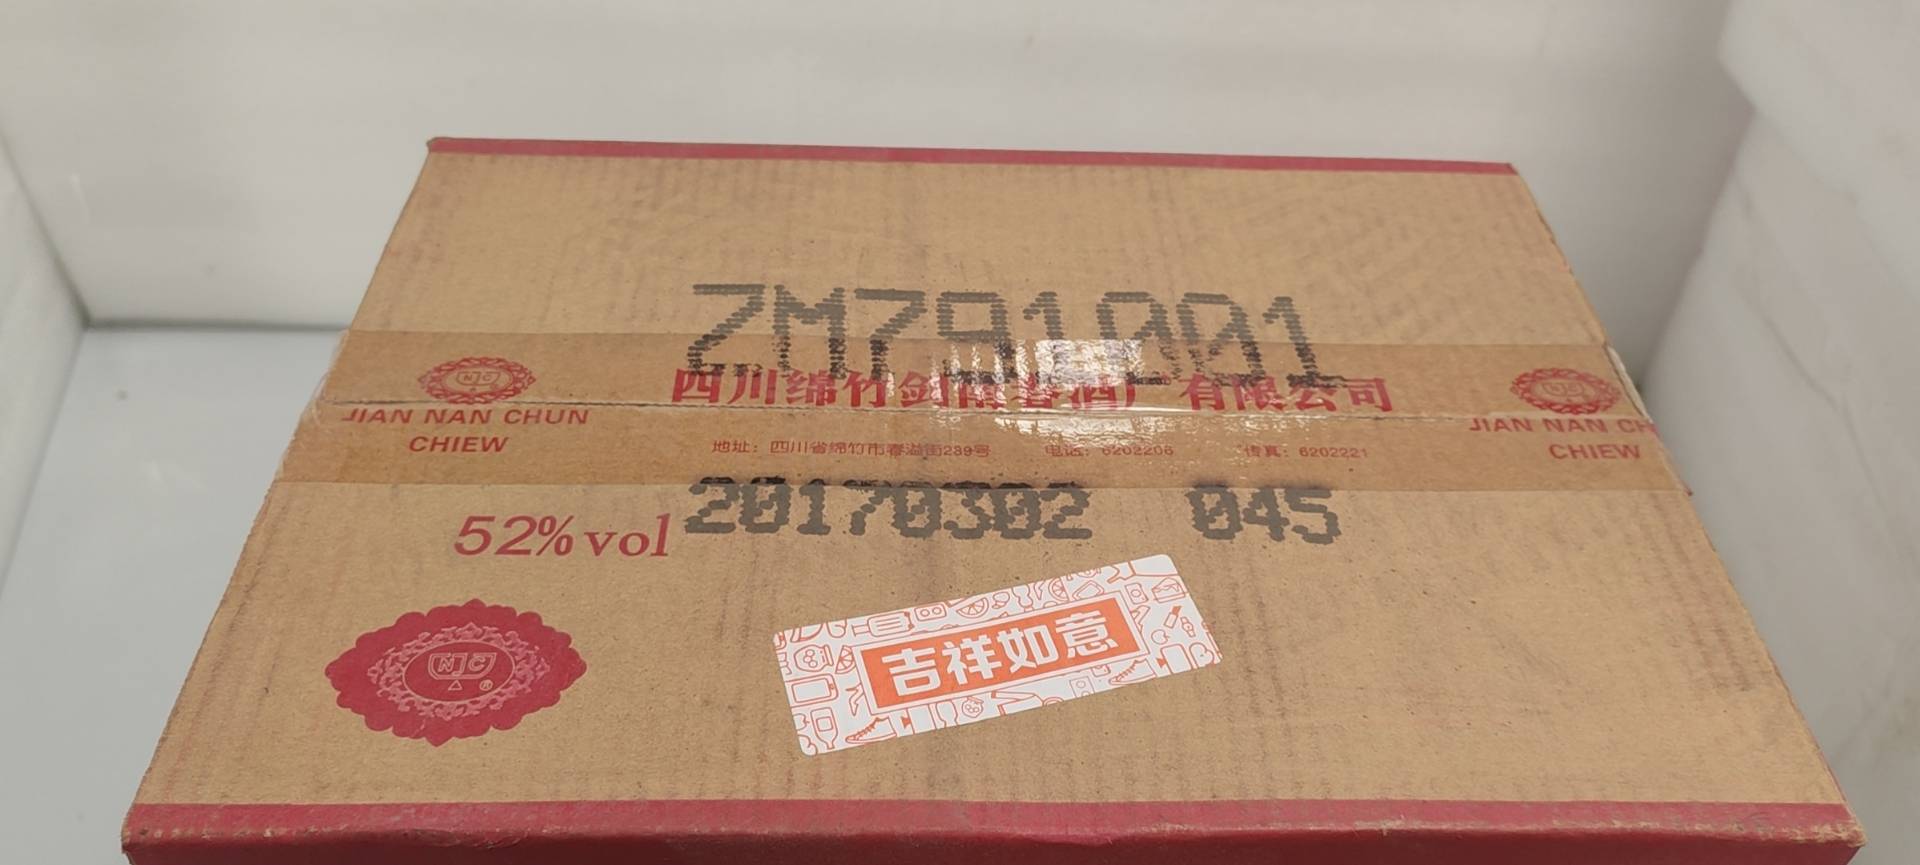 ZM791001
四川绵竹剑南春酒厂有限公司
JIAN NAN CHUN
CHIEW
JIAN NAN CH
CHIEW
地址：四川省绵竹市春溢街289号 电话：6202206 传真：6202221
20170302 045
52%vol
NJC
®
吉祥如意